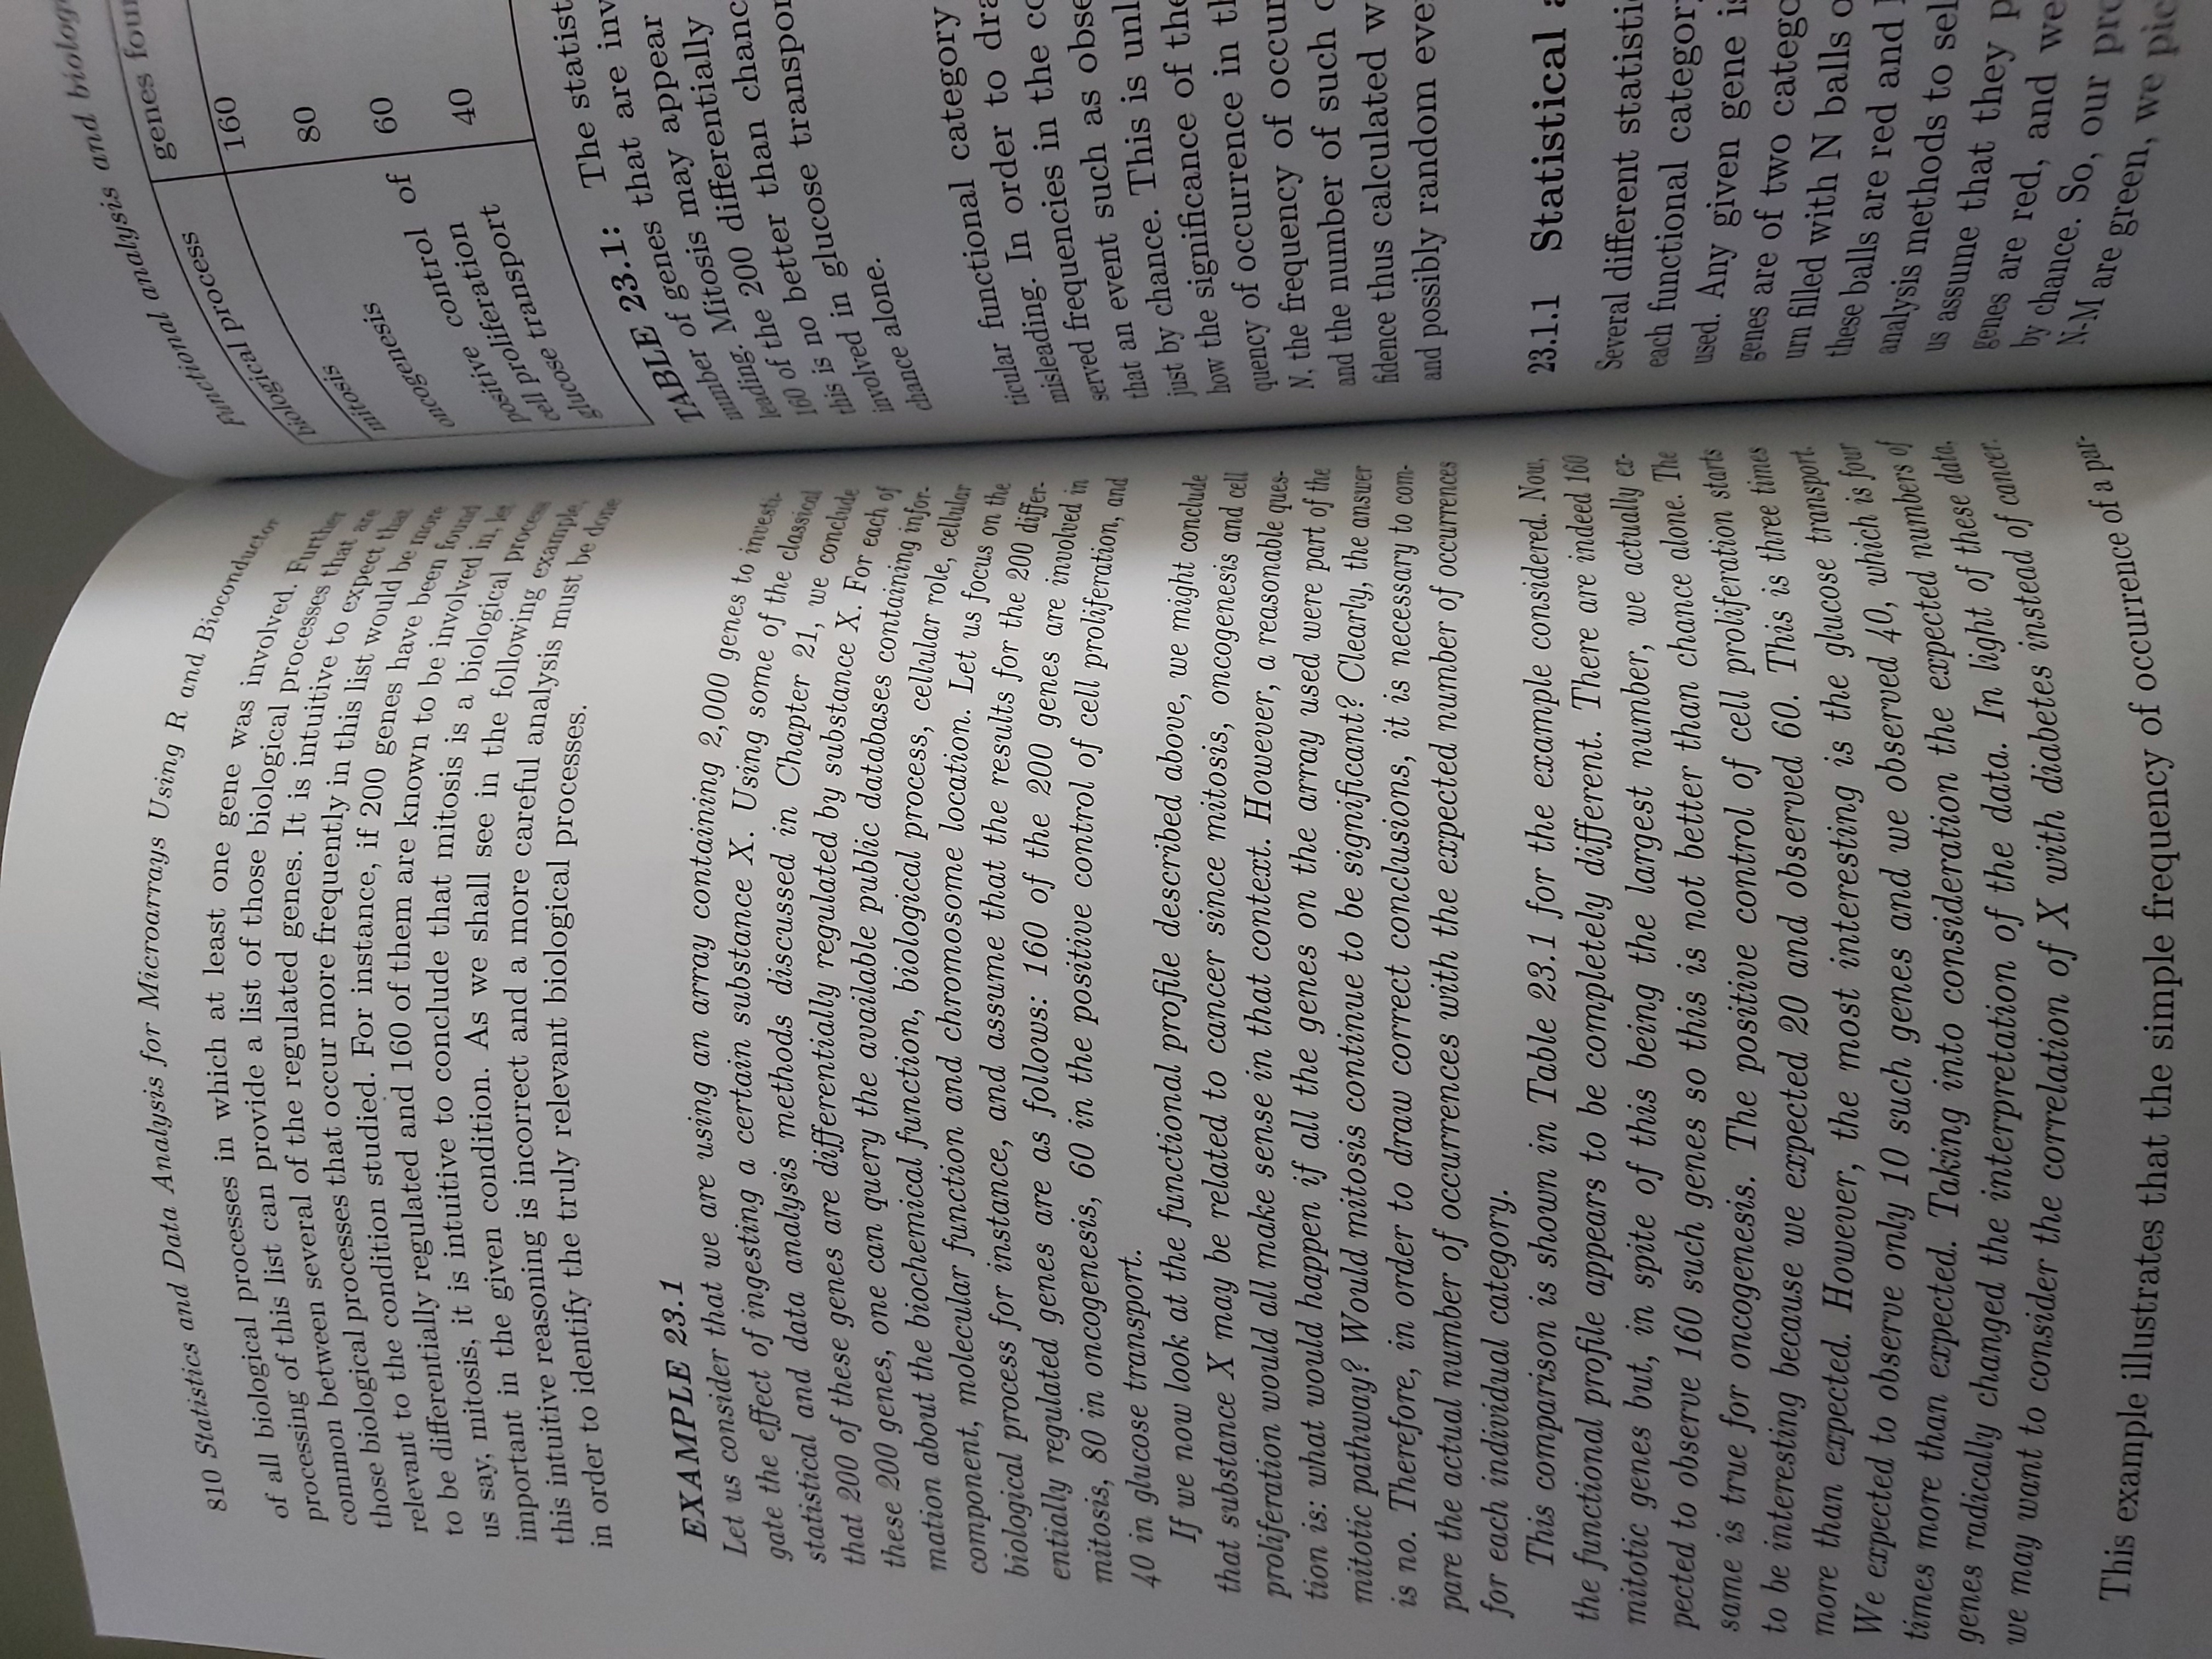 810 Statistics and Data Analysis for Microarrays Using R and Bioconductor
of all biological processes in which at least one gene was involved. Further
processing of this list can provide a list of those biological processes that are
common between several of the regulated genes. It is intuitive to expect that
those biological processes that occur more frequently in this list would be more
relevant to the condition studied. For instance, if 200 genes have been found
to be differentially regulated and 160 of them are known to be involved in, let
us say, mitosis, it is intuitive to conclude that mitosis is a biological process
important in the given condition. As we shall see in the following example,
this intuitive reasoning is incorrect and a more careful analysis must be done
in order to identify the truly relevant biological processes.
EXAMPLE 23.1
Let us consider that we are using an array containing 2,000 genes to investi-
gate the effect of ingesting a certain substance X. Using some of the classical
statistical and data analysis methods discussed in Chapter 21, we conclude
that 200 of these genes are differentially regulated by substance X. For each of
these 200 genes, one can query the available public databases containing infor-
mation about the biochemical function, biological process, cellular role, cellular
component, molecular function and chromosome location. Let us focus on the
biological process for instance, and assume that the results for the 200 differ-
entially regulated genes are as follows: 160 of the 200 genes are involved in
mitosis, 80 in oncogenesis, 60 in the positive control of cell proliferation, and
40 in glucose transport.
If we now look at the functional profile described above, we might conclude
that substance X may be related to cancer since mitosis, oncogenesis and cell
proliferation would all make sense in that context. However, a reasonable ques-
tion is: what would happen if all the genes on the array used were part of the
mitotic pathway? Would mitosis continue to be significant? Clearly, the answer
is no. Therefore, in order to draw correct conclusions, it is necessary to com-
pare the actual number of occurrences with the expected number of occurrences
for each individual category.
This comparison is shown in Table 23.1 for the example considered. Now,
the functional profile appears to be completely different. There are indeed 160
mitotic genes but, in spite of this being the largest number, we actually ex-
pected to observe 160 such genes so this is not better than chance alone. The
same is true for oncogenesis. The positive control of cell proliferation starts
to be interesting because we expected 20 and observed 60. This is three times
more than expected. However, the most interesting is the glucose transport.
We expected to observe only 10 such genes and we observed 40, which is four
times more than expected. Taking into consideration the expected numbers of
genes radically changed the interpretation of the data. In light of these data,
we may want to consider the correlation of X with diabetes instead of cancer.
This example illustrates that the simple frequency of occurrence of a par-
Functional analysis and biolog
biological process genes foun
mitosis 160
oncogenesis 80
positive control of 60
cell proliferation
glucose transport 40
TABLE 23.1: The statist
number of genes that are inv
leading. Mitosis may appear
160 of the 200 differentially
this is no better than chanc
involved in glucose transpor
chance alone.
ticular functional category
misleading. In order to dra
served frequencies in the co
that an event such as obse
just by chance. This is unl
how the significance of the
quency of occurrence in th
N, the frequency of occur
and the number of such
fidence thus calculated w
and possibly random eve
23.1.1 Statistical a
Several different statisti
each functional category
used. Any given gene is
genes are of two catego
urn filled with N balls o
these balls are red and
analysis methods to sel
us assume that they p
genes are red, and we
by chance. So, our pro
N-M are green, we pic